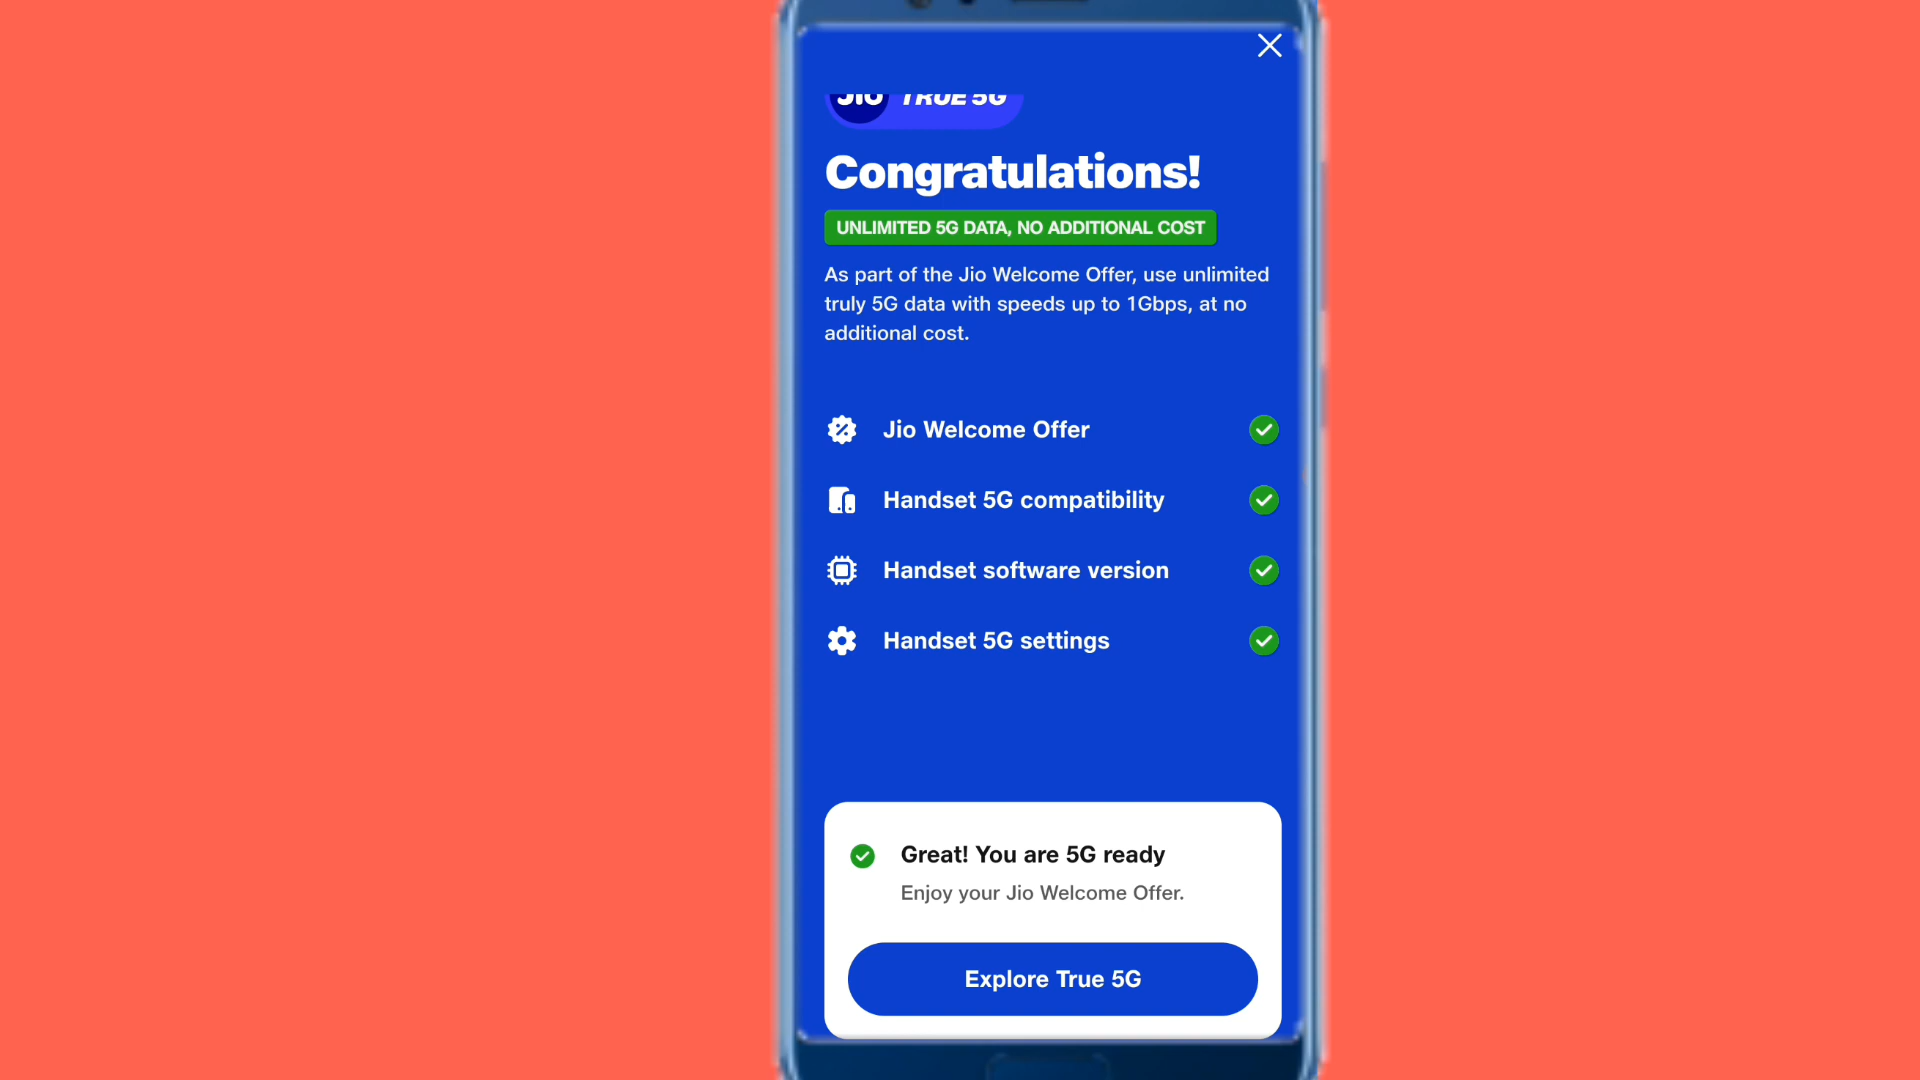 Jio TRUE 5G
Congratulations!
UNLIMITED 5G DATA, NO ADDITIONAL COST
As part of the Jio Welcome Offer, use unlimited
truly 5G data with speeds up to 1Gbps, at no
additional cost.
Jio Welcome Offer
Handset 5G compatibility
Handset software version
Handset 5G settings
Great! You are 5G ready
Enjoy your Jio Welcome Offer.
Explore True 5G